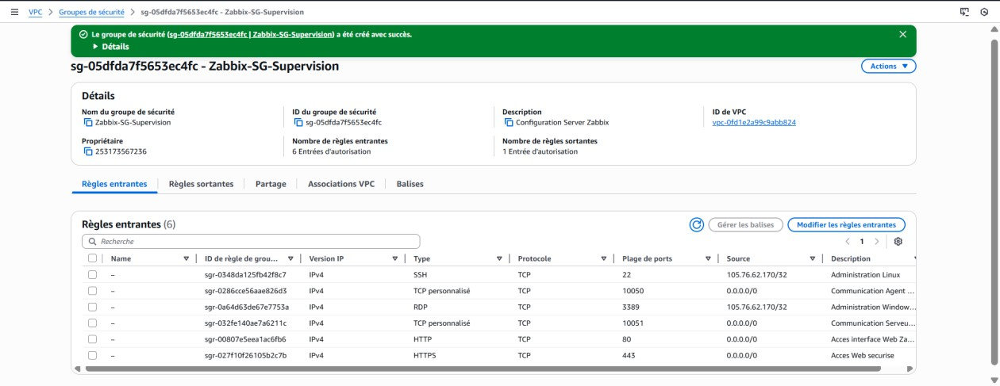 VPC > Groupes de sécurité > sg-05dfda7f5653ec4fc - Zabbix-SG-Supervision
Le groupe de sécurité (sg-05dfda7f5653ec4fc | Zabbix-SG-Supervision) a été créé avec succès.
Détails
sg-05dfda7f5653ec4fc - Zabbix-SG-Supervision
Actions
Détails
Nom du groupe de sécurité ID du groupe de sécurité Description ID de VPC
Zabbix-SG-Supervision sg-05dfda7f5653ec4fc Configuration Server Zabbix vpc-0fd1e2a99c9abb824
Propriétaire Nombre de règles entrantes Nombre de règles sortantes
253173567236 6 Entrées d'autorisation 1 Entrée d'autorisation
Règles entrantes Règles sortantes Partage Associations VPC Balises
Règles entrantes (6) Gérer les balises Modifier les règles entrantes
Recherche
< 1 >
Name ID de règle de grou... Version IP Type Protocole Plage de ports Source Description
– sgr-0348da125fb42f8c7 IPv4 SSH TCP 22 105.76.62.170/32 Administration Linux
– sgr-0286cce56aae826d3 IPv4 TCP personnalisé TCP 10050 0.0.0.0/0 Communication Agent ...
– sgr-0a64d63de67e7753a IPv4 RDP TCP 3389 105.76.62.170/32 Administration Window...
– sgr-032fe140ae7a6211c IPv4 TCP personnalisé TCP 10051 0.0.0.0/0 Communication Serveu...
– sgr-00807e5eea1ac6fb6 IPv4 HTTP TCP 80 0.0.0.0/0 Acces interface Web Za...
– sgr-027f10f26105b2c7b IPv4 HTTPS TCP 443 0.0.0.0/0 Acces Web securise